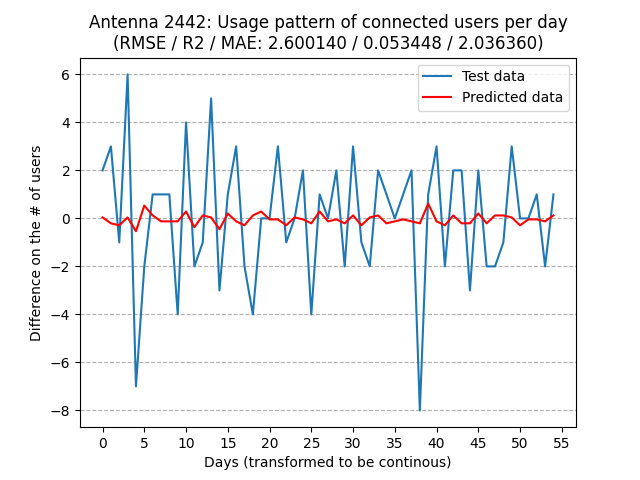 Antenna 2442: Usage pattern of connected users per day
(RMSE / R2 / MAE: 2.600140 / 0.053448 / 2.036360)
Test data
Predicted data
6
4
2
0
−2
−4
−6
−8
Difference on the # of users
0 5 10 15 20 25 30 35 40 45 50 55
Days (transformed to be continous)